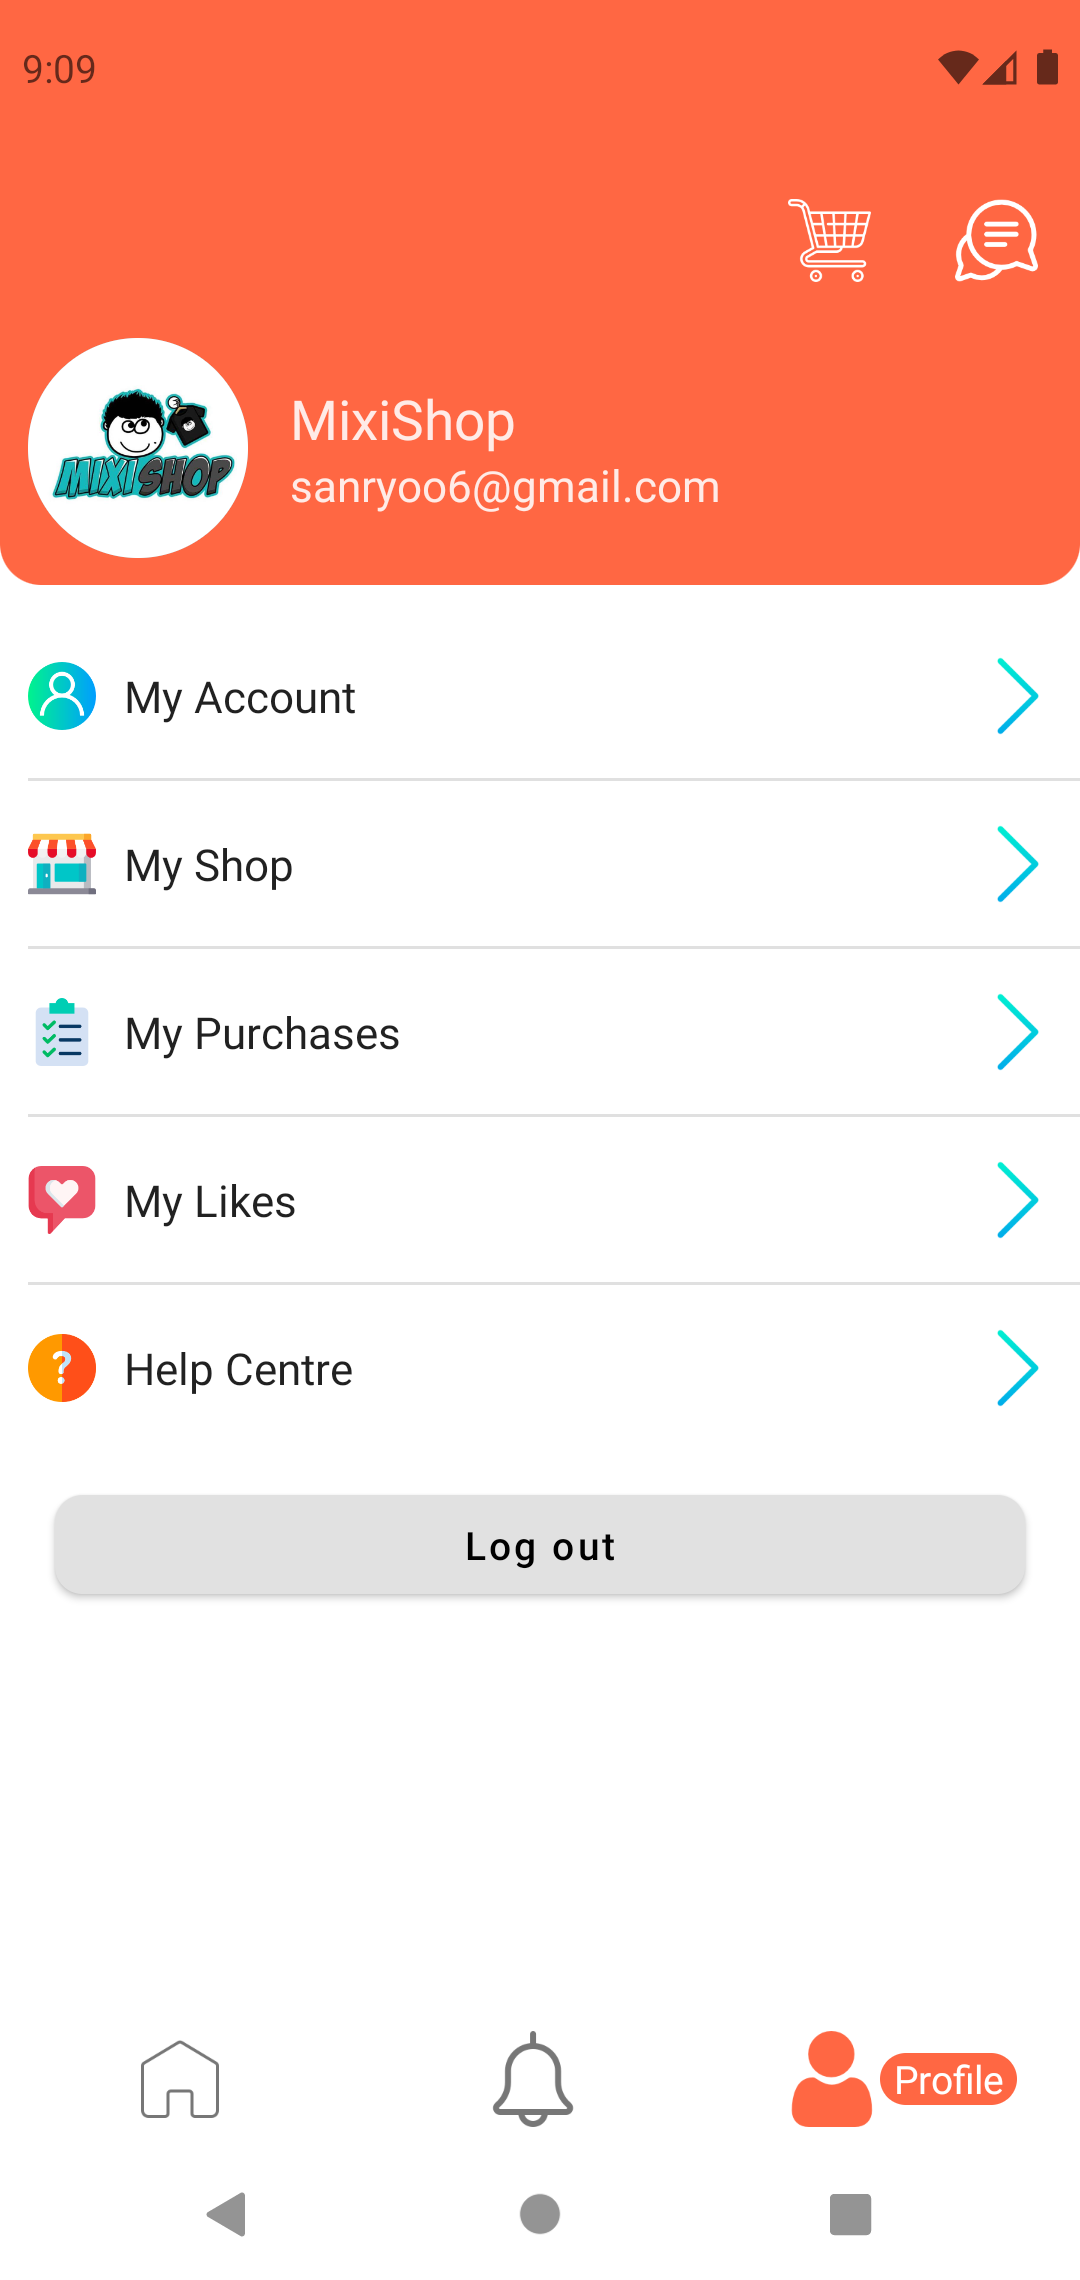 9:09
MIXISHOP
MixiShop
sanryoo6@gmail.com
My Account
My Shop
My Purchases
My Likes
?
Help Centre
Log out
Profile